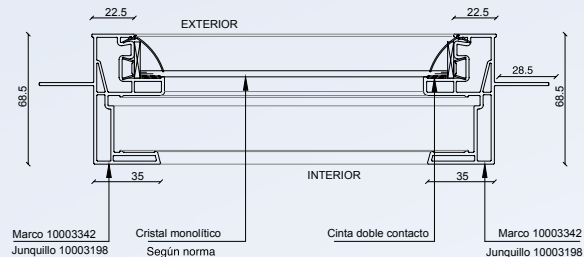 22.5
22.5
EXTERIOR
68.5
28.5
68.5
INTERIOR
35
35
Marco 10003342
Junquillo 10003198
Cristal monolítico
Según norma
Cinta doble contacto
Marco 10003342
Junquillo 10003198